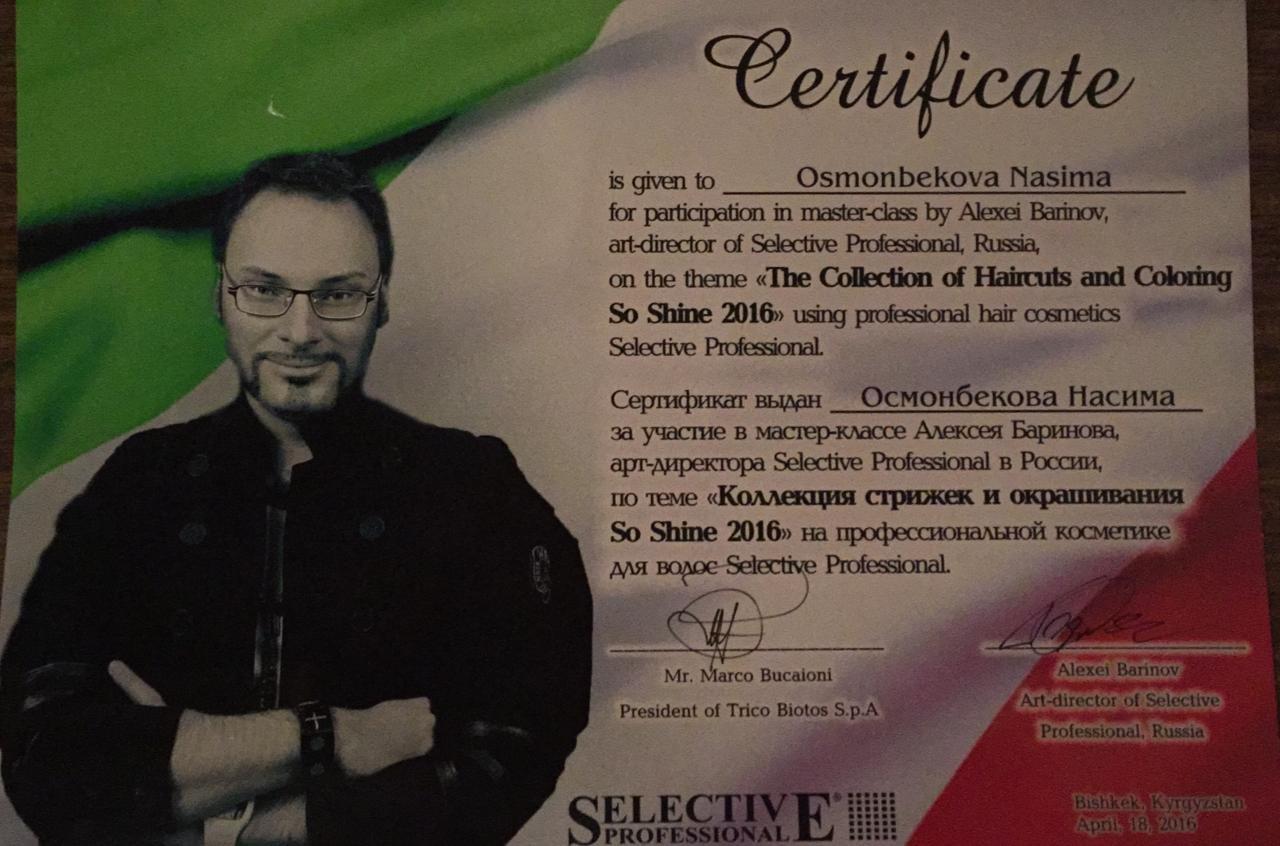 Certificate
is given to Osmonbekova Nasima
for participation in master-class by Alexei Barinov,
art-director of Selective Professional, Russia,
on the theme «The Collection of Haircuts and Coloring
So Shine 2016» using professional hair cosmetics
Selective Professional.
Сертификат выдан Осмонбекова Насима
за участие в мастер-классе Алексея Баринова,
арт-директора Selective Professional в России,
по теме «Коллекция стрижек и окрашивания
So Shine 2016» на профессиональной косметике
для волос Selective Professional.
Mr. Marco Bucaioni
President of Trico Biotos S.p.A
Alexei Barinov
Art-director of Selective
Professional, Russia
SELECTIVE®
PROFESSIONAL
Bishkek, Kyrgyzstan
April, 18, 2016